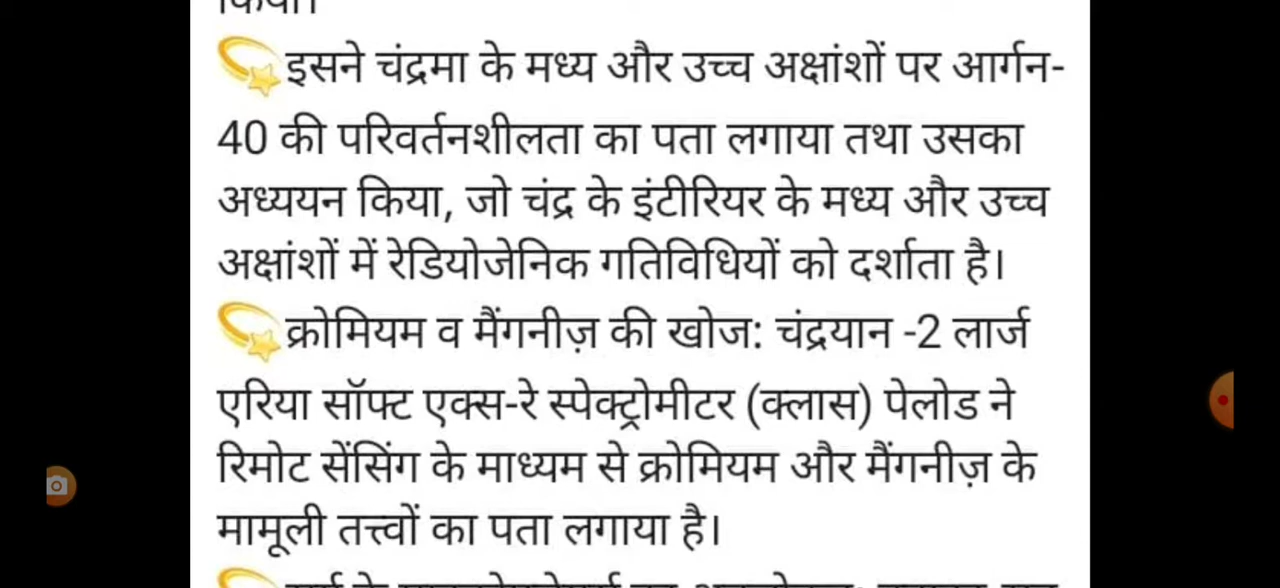 इसने चंद्रमा के मध्य और उच्च अक्षांशों पर आर्गन-
40 की परिवर्तनशीलता का पता लगाया तथा उसका
अध्ययन किया, जो चंद्र के इंटीरियर के मध्य और उच्च
अक्षांशों में रेडियोजेनिक गतिविधियों को दर्शाता है।
क्रोमियम व मैंगनीज़ की खोज: चंद्रयान -2 लार्ज
एरिया सॉफ्ट एक्स-रे स्पेक्ट्रोमीटर (क्लास) पेलोड ने
रिमोट सेंसिंग के माध्यम से क्रोमियम और मैंगनीज़ के
मामूली तत्त्वों का पता लगाया है।